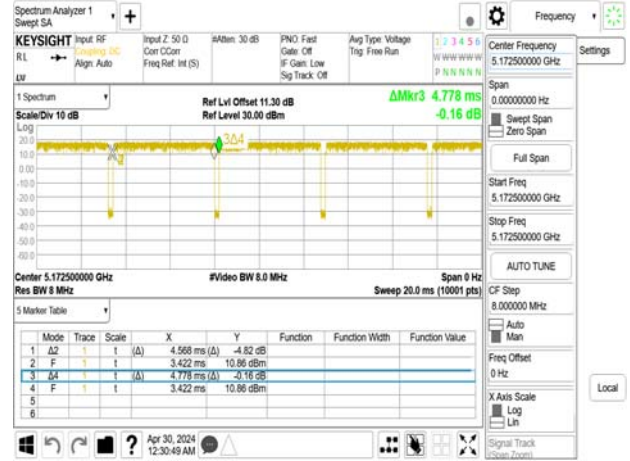 Spectrum Analyzer 1
Swept SA
+
Frequency
KEYSIGHT
RL
LVI
Input: RF
Coupling: DC
Align: Auto
Input Z: 50 Ω
Corr CCorr
Freq Ref: Int (S)
#Atten: 30 dB
PNO: Fast
Gate: Off
IF Gain: Low
Sig Track: Off
Avg Type: Voltage
Trig: Free Run
1 2 3 4 5 6
W W W W W W
P N N N N N
Center Frequency
5.172500000 GHz
Settings
1 Spectrum
Scale/Div 10 dB
Ref Lvl Offset 11.30 dB
Ref Level 30.00 dBm
ΔMkr3 4.778 ms
-0.16 dB
Span
0.00000000 Hz
Swept Span
Zero Span
Full Span
Start Freq
5.172500000 GHz
Stop Freq
5.172500000 GHz
AUTO TUNE
CF Step
8.000000 MHz
Auto
Man
Freq Offset
0 Hz
X Axis Scale
Log
Lin
Signal Track
(Span Zoom)
Local
Log
20.0
10.0
0.00
-10.0
-20.0
-30.0
-40.0
-50.0
-60.0
3Δ4
Center 5.172500000 GHz
#Video BW 8.0 MHz
Span 0 Hz
Res BW 8 MHz
Sweep 20.0 ms (10001 pts)
5 Marker Table
Mode Trace Scale X Y Function Function Width Function Value
1 Δ2 1 t (Δ) 4.568 ms (Δ) -4.82 dB
2 F 1 t 3.422 ms 10.86 dBm
3 Δ4 1 t (Δ) 4.778 ms (Δ) -0.16 dB
4 F 1 t 3.422 ms 10.86 dBm
5
6
?
Apr 30, 2024
12:30:49 AM